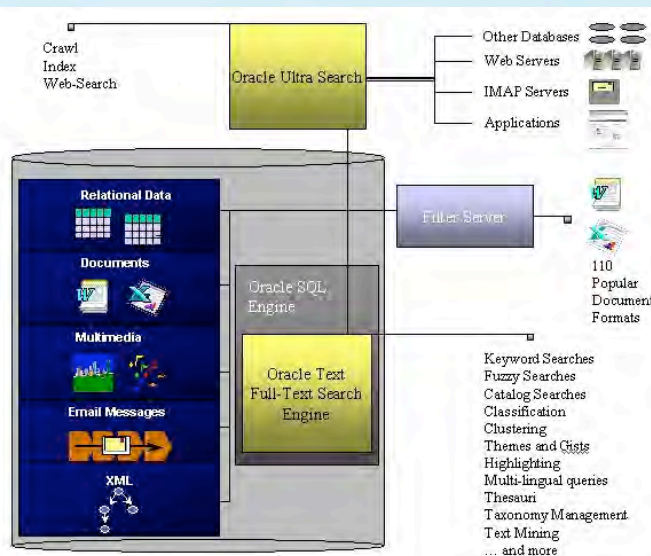 Crawl
Index
Web-Search
Oracle Ultra Search
Other Databases
Web Servers
IMAP Servers
Applications
Relational Data
Documents
Multimedia
Email Messages
XML
Oracle SQL
Engine
Oracle Text
Full-Text Search
Engine
Filter Server
110
Popular
Document
Formats
Keyword Searches
Fuzzy Searches
Catalog Searches
Classification
Clustering
Themes and Gists
Highlighting
Multi-lingual queries
Thesauri
Taxonomy Management
Text Mining
... and more